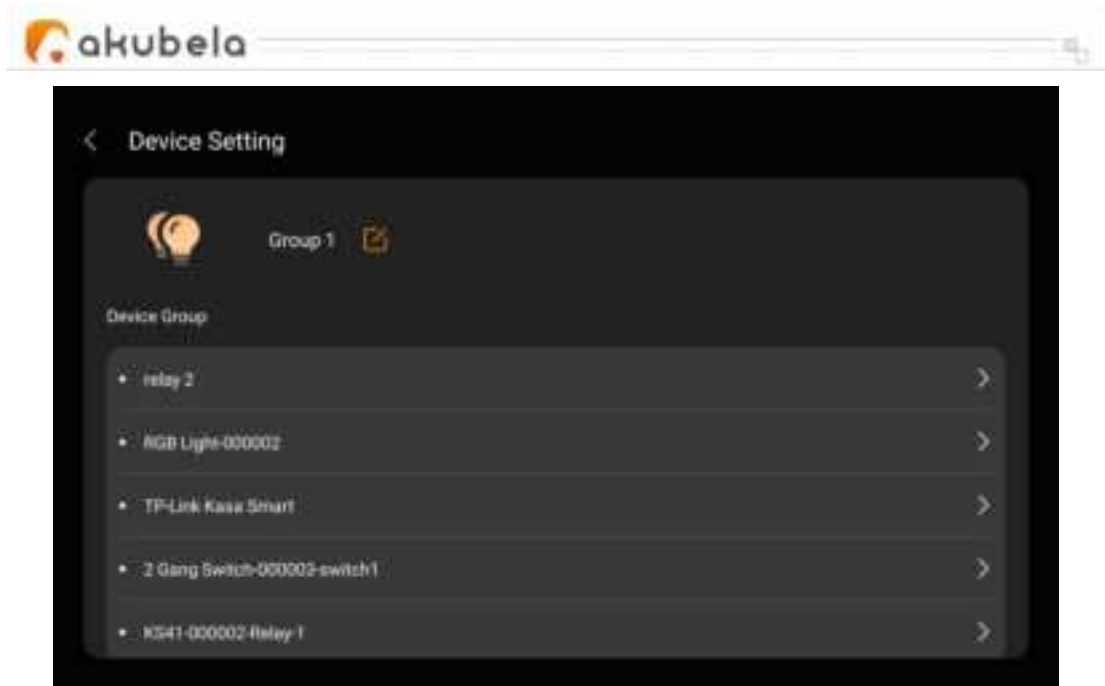 akubela
Device Setting
Group 1
Device Group
relay 2
RGB Light-000002
TP-Link Kasa Smart
2 Gang Switch-000003-switch1
KS41-000002-Relay-1